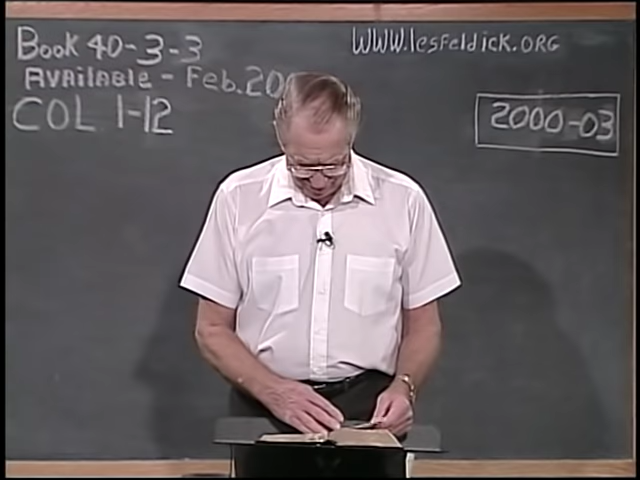 Book 40-3-3
WWW.lesfeldick.ORG
AVAilable - Feb.
COL 1-12
2000-03